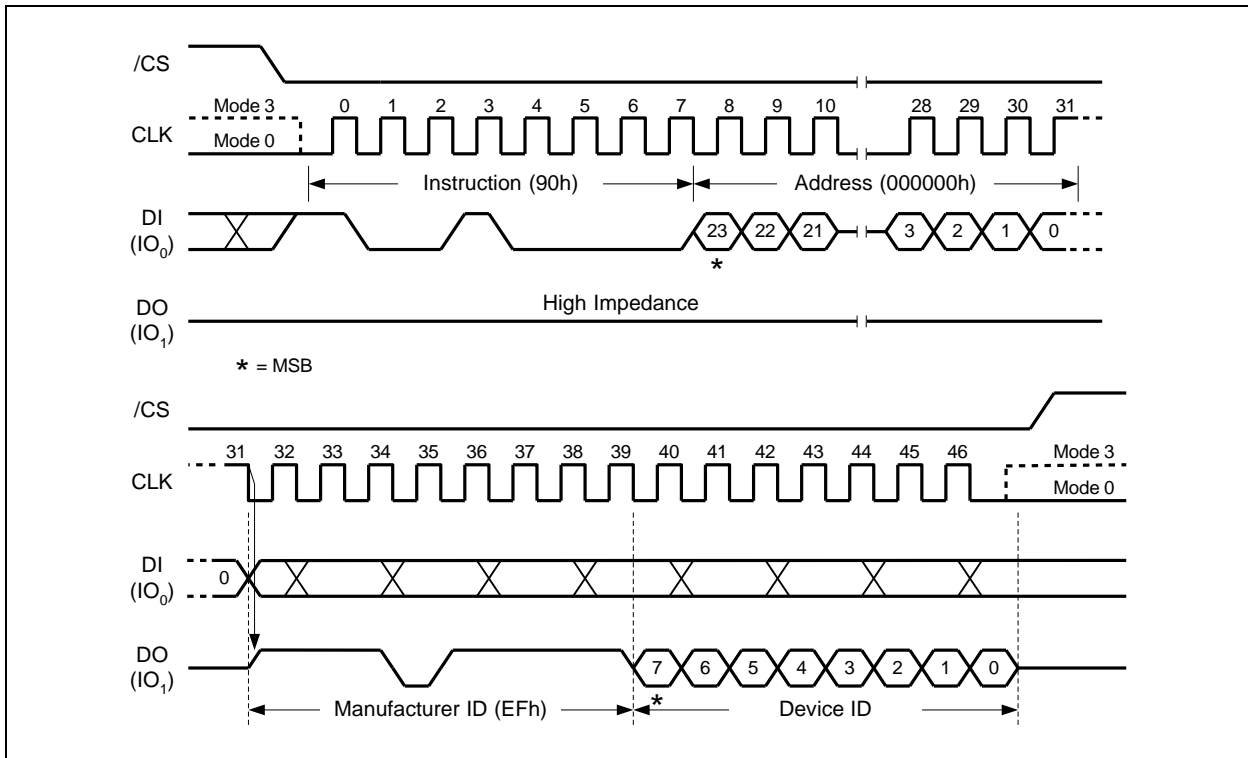 /CS
Mode 3
0 1 2 3 4 5 6 7 8 9 10 28 29 30 31
CLK
Mode 0
Instruction (90h) Address (000000h)
DI
(IO0)
23 22 21 3 2 1 0
*
DO
(IO1)
High Impedance
* = MSB
/CS
31 32 33 34 35 36 37 38 39 40 41 42 43 44 45 46
Mode 3
CLK
Mode 0
DI
(IO0)
0
DO
(IO1)
7 6 5 4 3 2 1 0
*
Manufacturer ID (EFh) Device ID